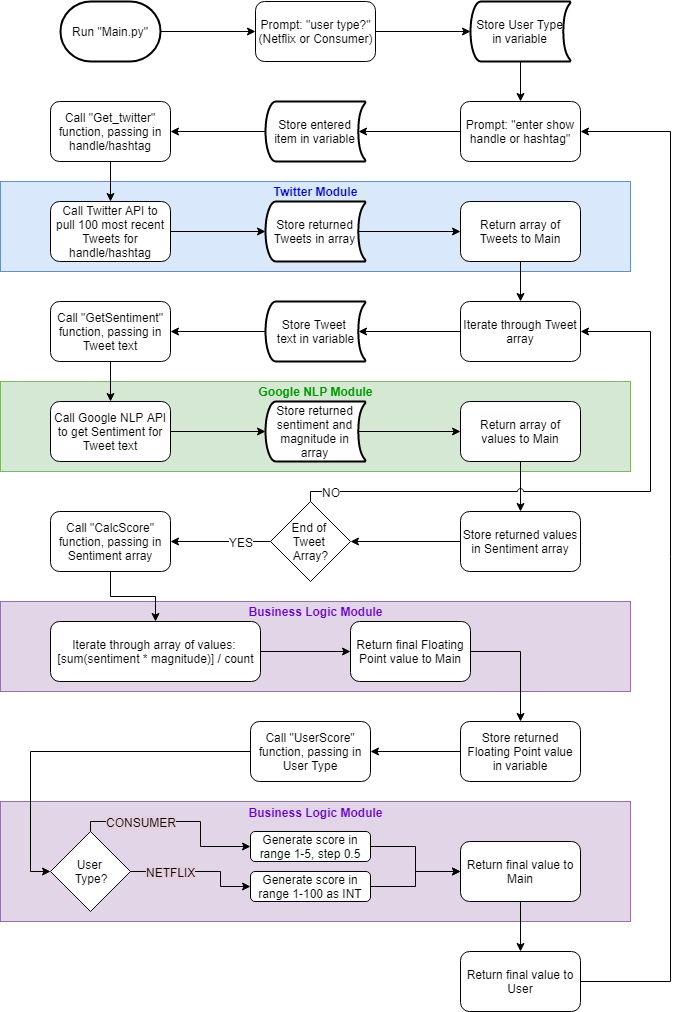 Run "Main.py"
Prompt: "user type?"
(Netflix or Consumer)
Store User Type
in variable
Call "Get_twitter"
function, passing in
handle/hashtag
Store entered
item in variable
Prompt: "enter show
handle or hashtag"
Twitter Module
Call Twitter API to
pull 100 most recent
Tweets for
handle/hashtag
Store returned
Tweets in array
Return array of
Tweets to Main
Call "GetSentiment"
function, passing in
Tweet text
Store Tweet
text in variable
Iterate through Tweet
array
Google NLP Module
Call Google NLP API
to get Sentiment for
Tweet text
Store returned
sentiment and
magnitude in
array
Return array of
values to Main
NO
Call "CalcScore"
function, passing in
Sentiment array
YES
End of
Tweet
Array?
Store returned values
in Sentiment array
Business Logic Module
Iterate through array of values:
[sum(sentiment * magnitude)] / count
Return final Floating
Point value to Main
Call "UserScore"
function, passing in
User Type
Store returned
Floating Point value
in variable
Business Logic Module
CONSUMER
Generate score in
range 1-5, step 0.5
User
Type?
NETFLIX
Generate score in
range 1-100 as INT
Return final value to
Main
Return final value to
User